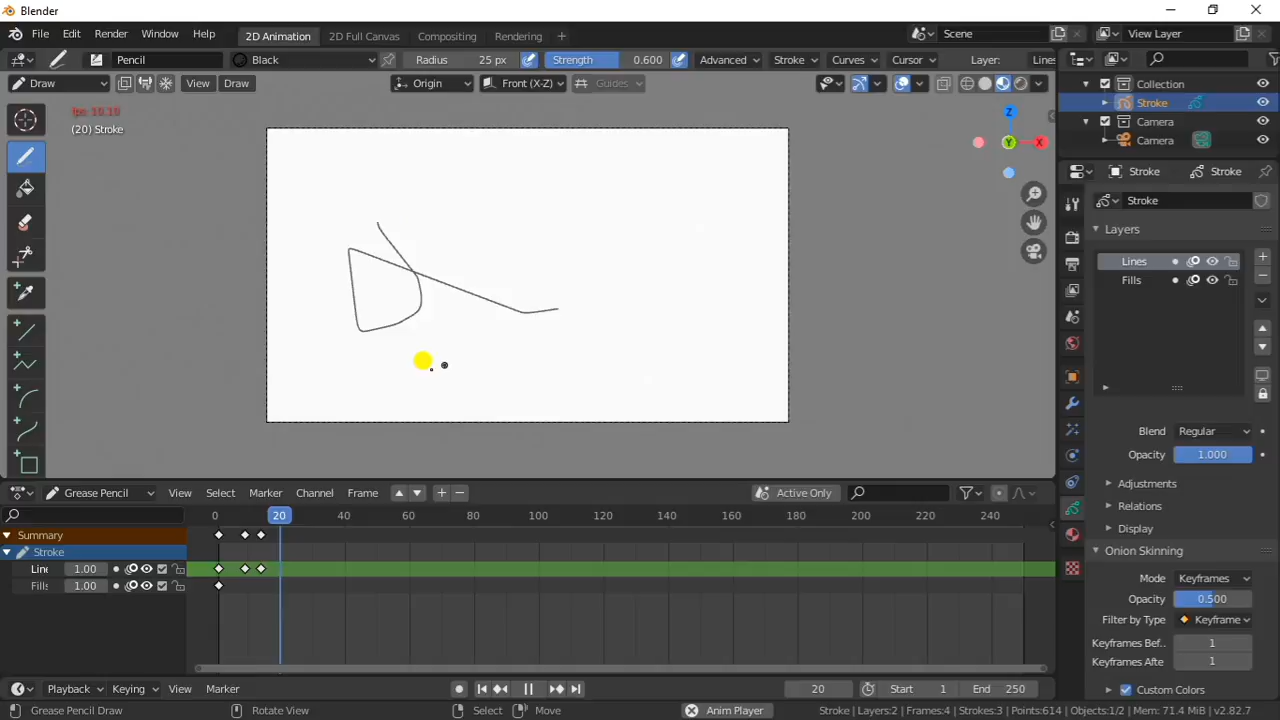 Blender
File Edit Render Window Help 2D Animation 2D Full Canvas Compositing Rendering Scene View Layer
Pencil Black Radius 25 px Strength 0.600 Advanced Stroke Curves Cursor Layer: Lines
Draw View Draw Origin Front (X-Z) Guides Collection
fps: 10.10 Stroke
(20) Stroke Camera
Z
Camera
Y X
Stroke Stroke
Stroke
Layers
Lines
Fills
Blend Regular
Opacity 1.000
Adjustments
Grease Pencil View Select Marker Channel Frame Active Only
Relations
0 20 40 60 80 100 120 140 160 180 200 220 240
Display
Summary
Onion Skinning
Stroke
Lin 1.00
Mode Keyframes
Fills 1.00
Opacity 0.500
Filter by Type Keyframe
Keyframes Bef. 1
Keyframes Afte 1
Playback Keying View Marker 20 Start 1 End 250 Custom Colors
Grease Pencil Draw Rotate View Select Move Anim Player Stroke | Layers:2 | Frames:4 | Strokes:3 | Points:614 | Objects:1/2 | Mem: 71.4 MiB | v2.82.7